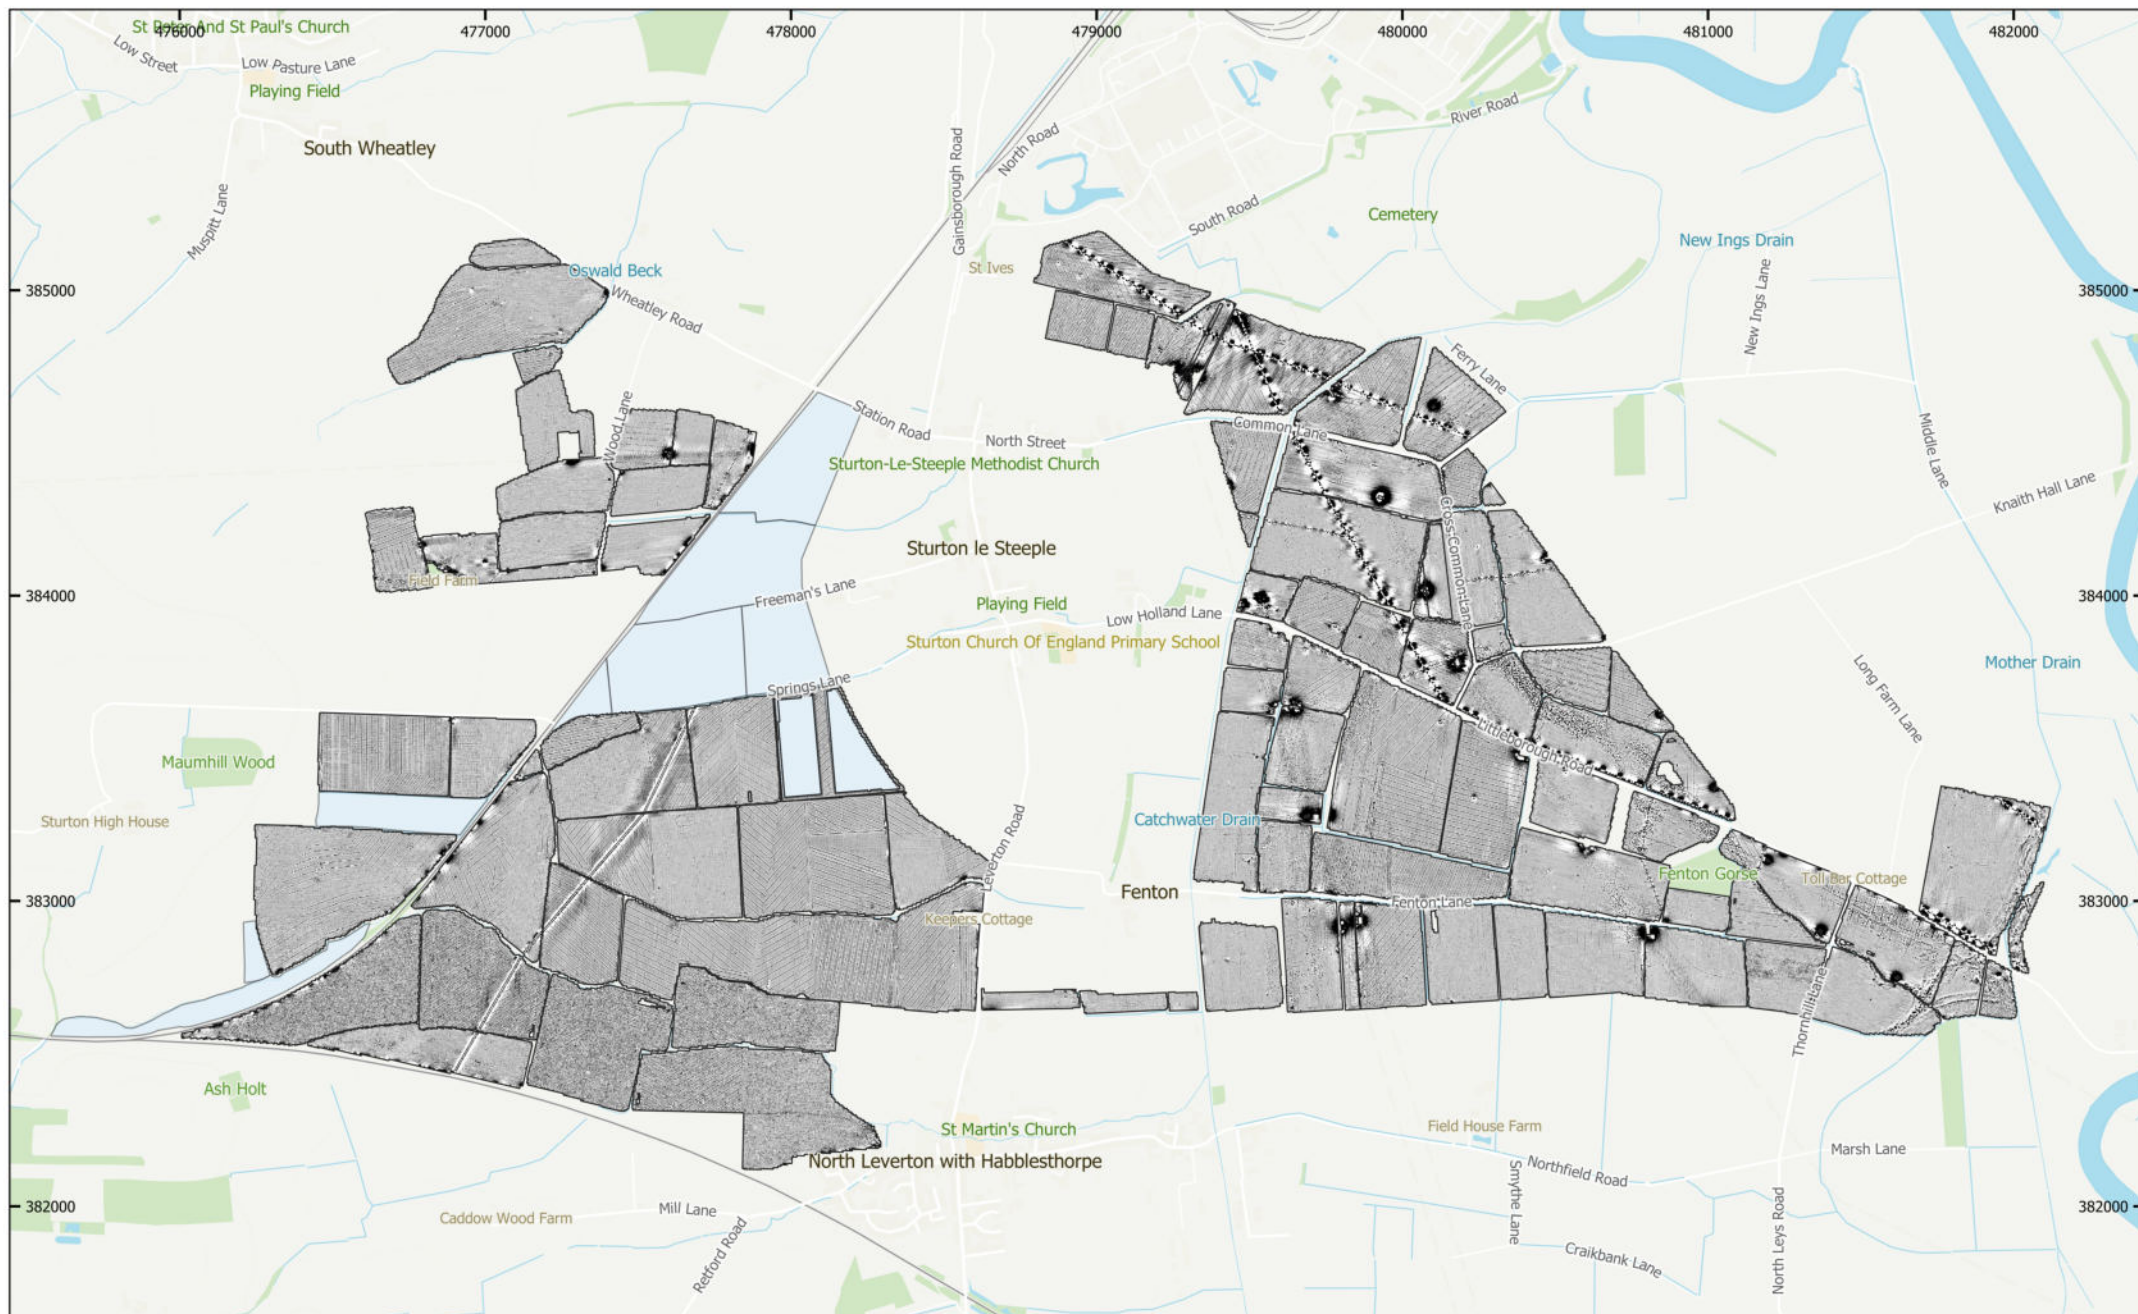 St Peter And St Paul's Church
476000
477000
478000
479000
480000
481000
482000
Low Street
Low Pasture Lane
Playing Field
South Wheatley
Muspitt Lane
Gainsborough Road
North Road
River Road
South Road
Cemetery
New Ings Drain
St Ives
Oswald Beck
385000
385000
Wheatley Road
New Ings Lane
Ferry Lane
Wood Lane
Station Road
North Street
Common Lane
Middle Lane
Sturton-Le-Steeple Methodist Church
Knaith Hall Lane
Cross Common Lane
Sturton le Steeple
Field Farm
384000
384000
Freeman's Lane
Playing Field
Low Holland Lane
Sturton Church Of England Primary School
Mother Drain
Springs Lane
Long Farm Lane
Littleborough Road
Maumhill Wood
Sturton High House
Catchwater Drain
Leverton Road
Fenton
Fenton Gorse
Toll Bar Cottage
383000
383000
Keepers Cottage
Fenton Lane
Thornhill Lane
Ash Holt
St Martin's Church
Field House Farm
North Leverton with Habblesthorpe
Northfield Road
Marsh Lane
Smythe Lane
382000
382000
Caddow Wood Farm
Mill Lane
Retford Road
North Leys Road
Craikbank Lane